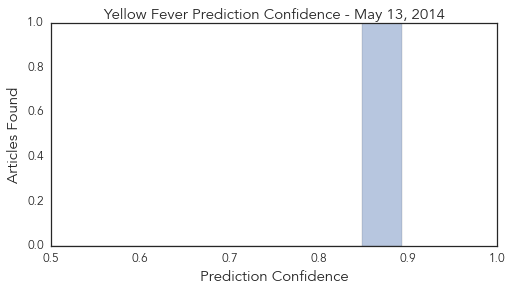 Yellow Fever Prediction Confidence - May 13, 2014
Articles Found
1.0
0.8
0.6
0.4
0.2
0.0
0.5 0.6 0.7 0.8 0.9 1.0
Prediction Confidence